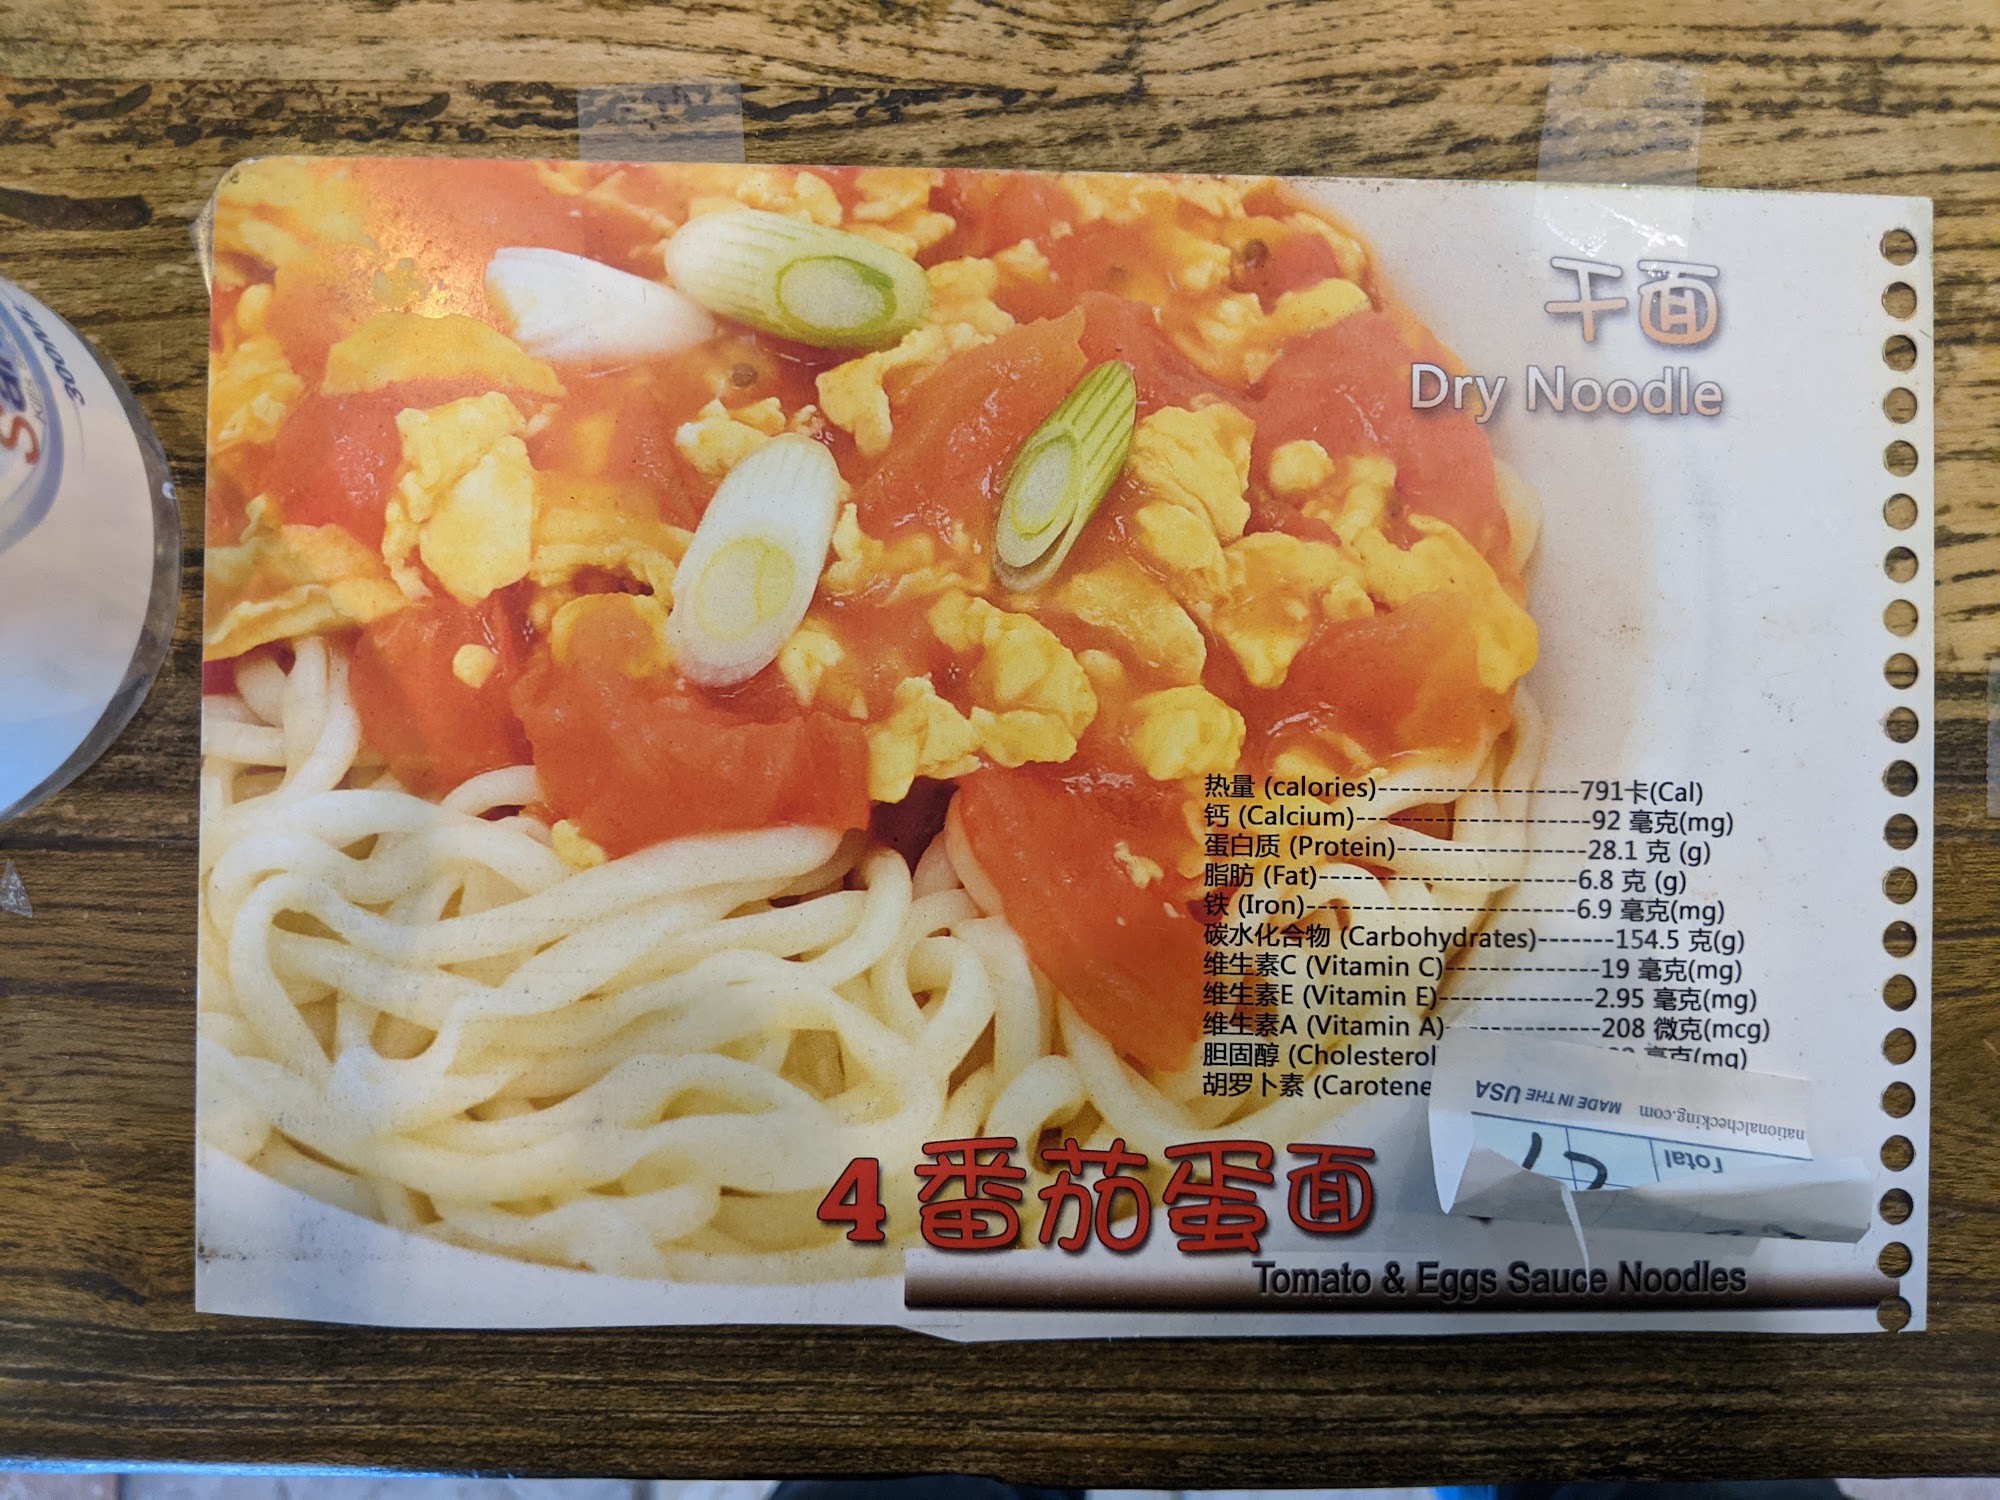 干面
Dry Noodle
热量 (calories)------------------791卡(Cal)
钙 (Calcium)--------------------92 毫克(mg)
蛋白质 (Protein)-----------------28.1 克 (g)
脂肪 (Fat)-----------------------6.8 克 (g)
铁 (Iron)------------------------6.9 毫克(mg)
碳水化合物 (Carbohydrates)-------154.5 克(g)
维生素C (Vitamin C)--------------19 毫克(mg)
维生素E (Vitamin E)--------------2.95 毫克(mg)
维生素A (Vitamin A)--------------208 微克(mcg)
胆固醇 (Cholesterol 毫克(mg)
胡罗卜素 (Carotene
nationalchecking.com MADE IN THE USA
Total
4 番茄蛋面
Tomato & Eggs Sauce Noodles
300ML